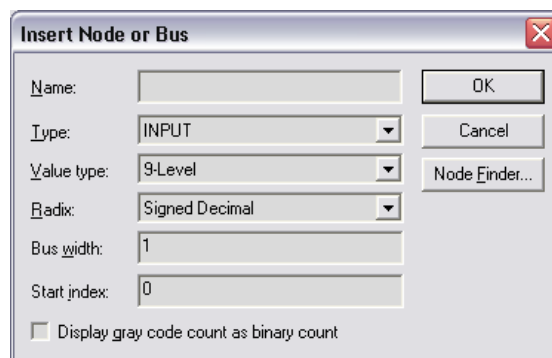 Insert Node or Bus
Name:
OK
Type: INPUT
Cancel
Value type: 9-Level
Node Finder...
Radix: Signed Decimal
Bus width: 1
Start index: 0
Display gray code count as binary count